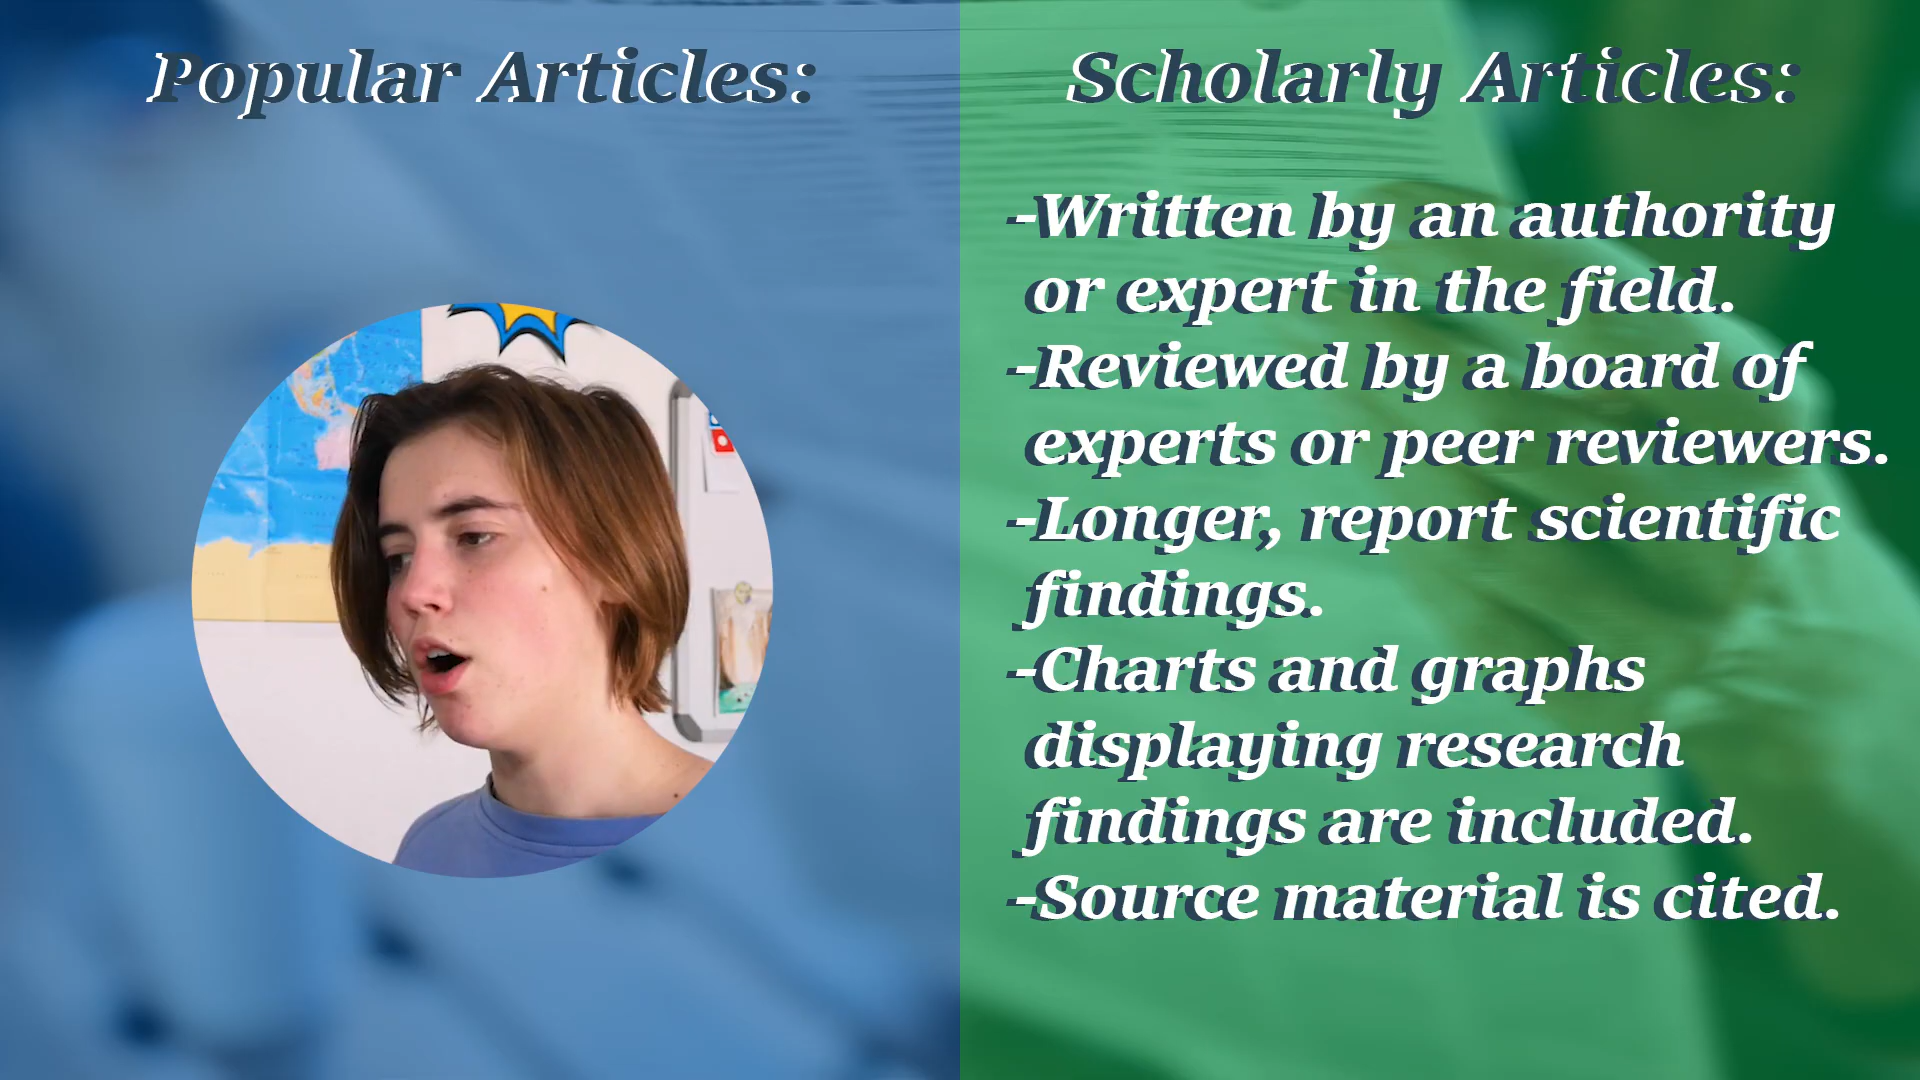 Popular Articles:
Scholarly Articles:
-Written by an authority
or expert in the field.
-Reviewed by a board of
experts or peer reviewers.
-Longer, report scientific
findings.
-Charts and graphs
displaying research
findings are included.
-Source material is cited.